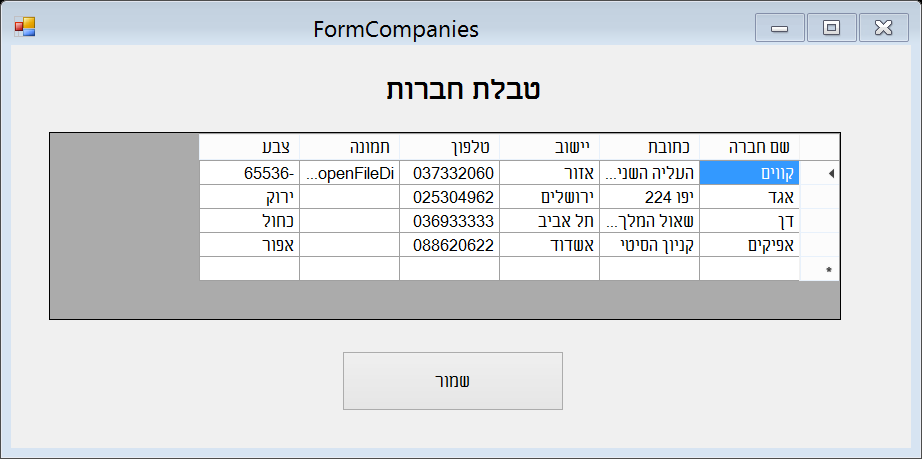 FormCompanies
טבלת חברות
שם חברה כתובת יישוב טלפון תמונה צבע
קווים העליה השני... אזור 037332060 openFileDi... -65536
אגד יפו 224 ירושלים 025304962 ירוק
דן שאול המלך... תל אביב 036933333 כחול
אפיקים קניון הסיטי אשדוד 088620622 אפור
*
שמור